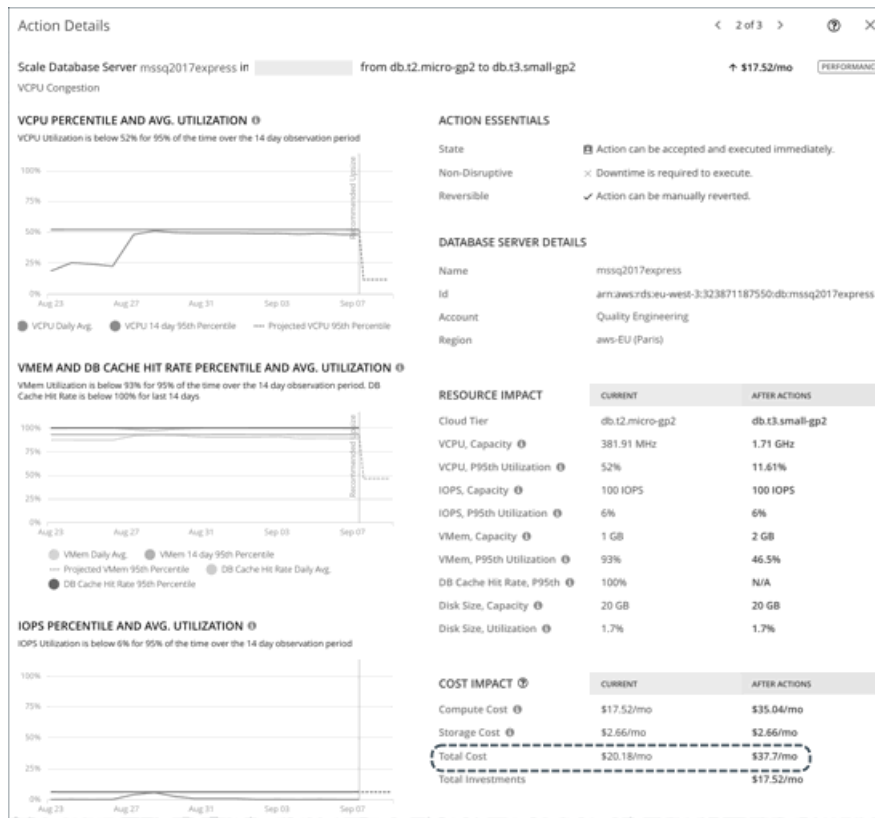 Action Details
2 of 3
Scale Database Server mssq2017express in from db.t2.micro-gp2 to db.t3.small-gp2
↑ $17.52/mo
PERFORMANC
VCPU Congestion
VCPU PERCENTILE AND AVG. UTILIZATION
VCPU Utilization is below 52% for 95% of the time over the 14 day observation period
100%
75%
50%
25%
0%
Recommended Upsize
Aug 23 Aug 27 Aug 31 Sep 03 Sep 07
VCPU Daily Avg. VCPU 14 day 95th Percentile Projected VCPU 95th Percentile
VMEM AND DB CACHE HIT RATE PERCENTILE AND AVG. UTILIZATION
VMem Utilization is below 93% for 95% of the time over the 14 day observation period. DB
Cache Hit Rate is below 100% for last 14 days
100%
75%
50%
25%
0%
Recommended Upsize
Aug 23 Aug 27 Aug 31 Sep 03 Sep 07
VMem Daily Avg. VMem 14 day 95th Percentile
Projected VMem 95th Percentile DB Cache Hit Rate Daily Avg.
DB Cache Hit Rate 95th Percentile
IOPS PERCENTILE AND AVG. UTILIZATION
IOPS Utilization is below 6% for 95% of the time over the 14 day observation period
100%
75%
50%
25%
0%
Aug 23 Aug 27 Aug 31 Sep 03 Sep 07
ACTION ESSENTIALS
State Action can be accepted and executed immediately.
Non-Disruptive × Downtime is required to execute.
Reversible ✓ Action can be manually reverted.
DATABASE SERVER DETAILS
Name mssq2017express
Id arn:aws:rds:eu-west-3:323871187550:db:mssq2017express
Account Quality Engineering
Region aws-EU (Paris)
RESOURCE IMPACT CURRENT AFTER ACTIONS
Cloud Tier db.t2.micro-gp2 db.t3.small-gp2
VCPU, Capacity 381.91 MHz 1.71 GHz
VCPU, P95th Utilization 52% 11.61%
IOPS, Capacity 100 IOPS 100 IOPS
IOPS, P95th Utilization 6% 6%
VMem, Capacity 1 GB 2 GB
VMem, P95th Utilization 93% 46.5%
DB Cache Hit Rate, P95th 100% N/A
Disk Size, Capacity 20 GB 20 GB
Disk Size, Utilization 1.7% 1.7%
COST IMPACT CURRENT AFTER ACTIONS
Compute Cost $17.52/mo $35.04/mo
Storage Cost $2.66/mo $2.66/mo
Total Cost $20.18/mo $37.7/mo
Total Investments $17.52/mo